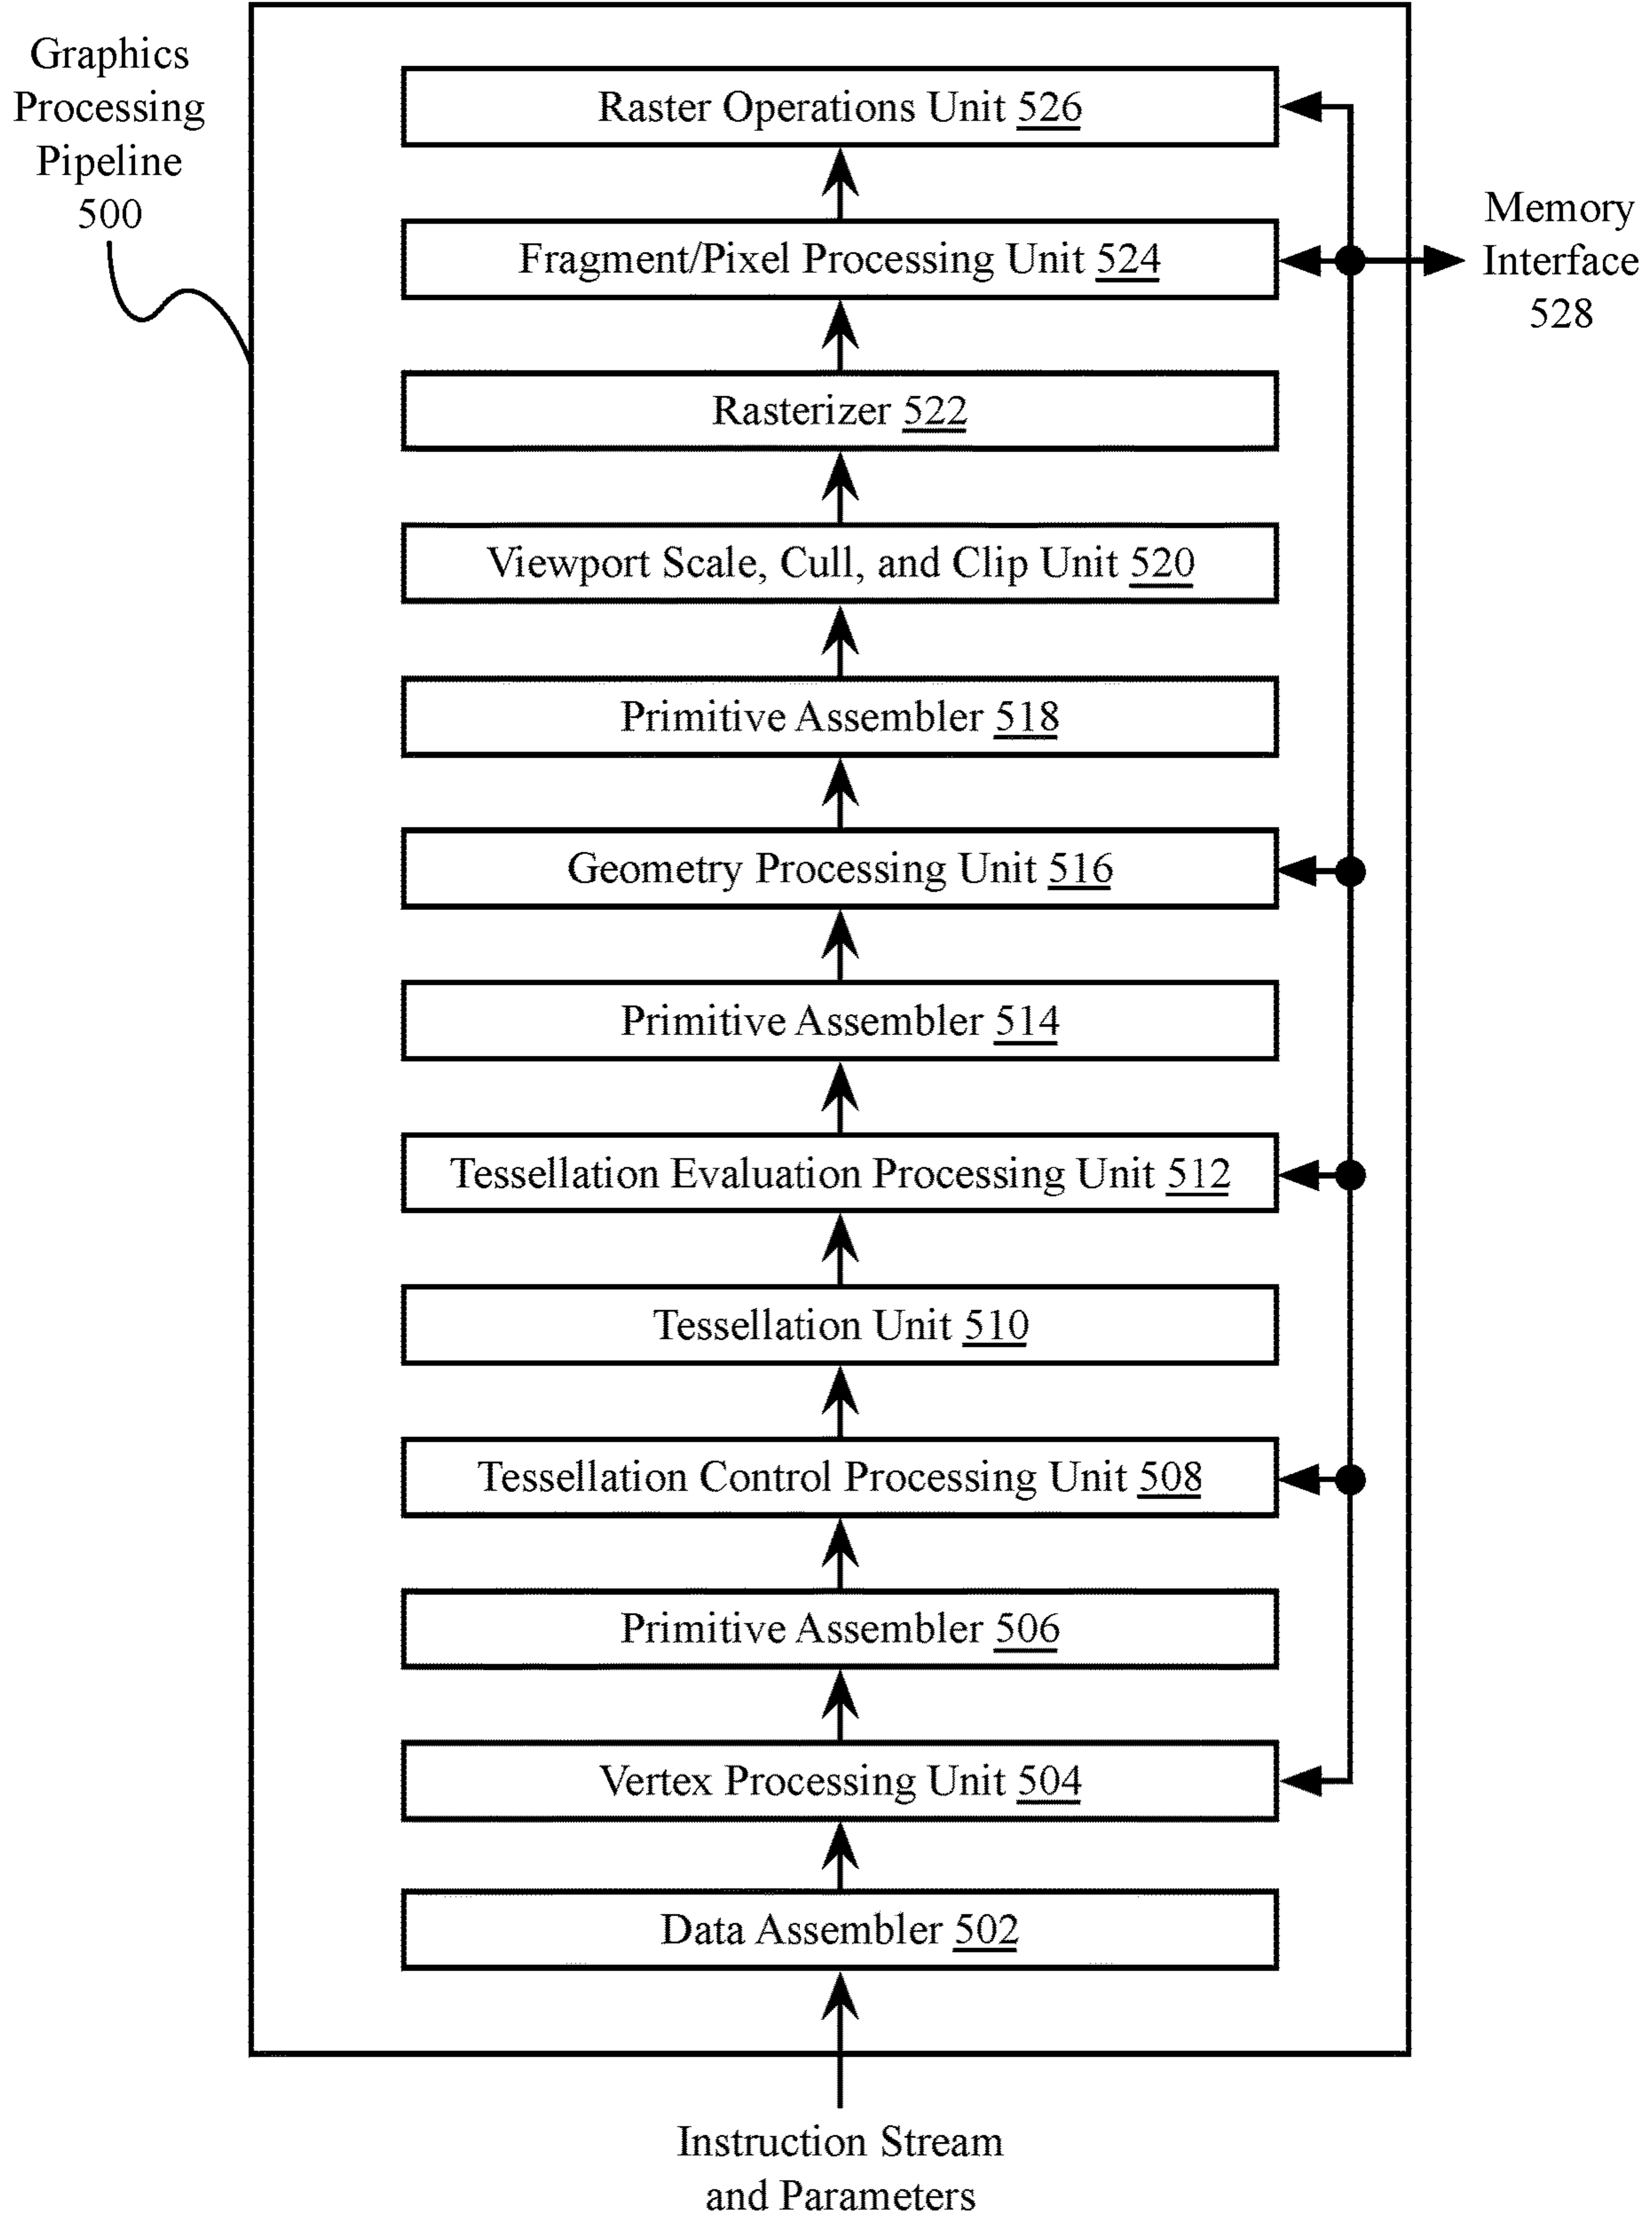 Graphics
Processing
Pipeline
500
Raster Operations Unit 526
Fragment/Pixel Processing Unit 524
Memory
Interface
528
Rasterizer 522
Viewport Scale, Cull, and Clip Unit 520
Primitive Assembler 518
Geometry Processing Unit 516
Primitive Assembler 514
Tessellation Evaluation Processing Unit 512
Tessellation Unit 510
Tessellation Control Processing Unit 508
Primitive Assembler 506
Vertex Processing Unit 504
Data Assembler 502
Instruction Stream
and Parameters